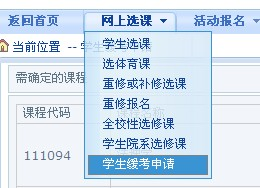 返回首页 网上选课 活动报名
当前位置 -- 学生
需确定的课程
课程代码
111094
学生选课
选体育课
重修或补修选课
重修报名
全校性选修课
学生院系选修课
学生缓考申请